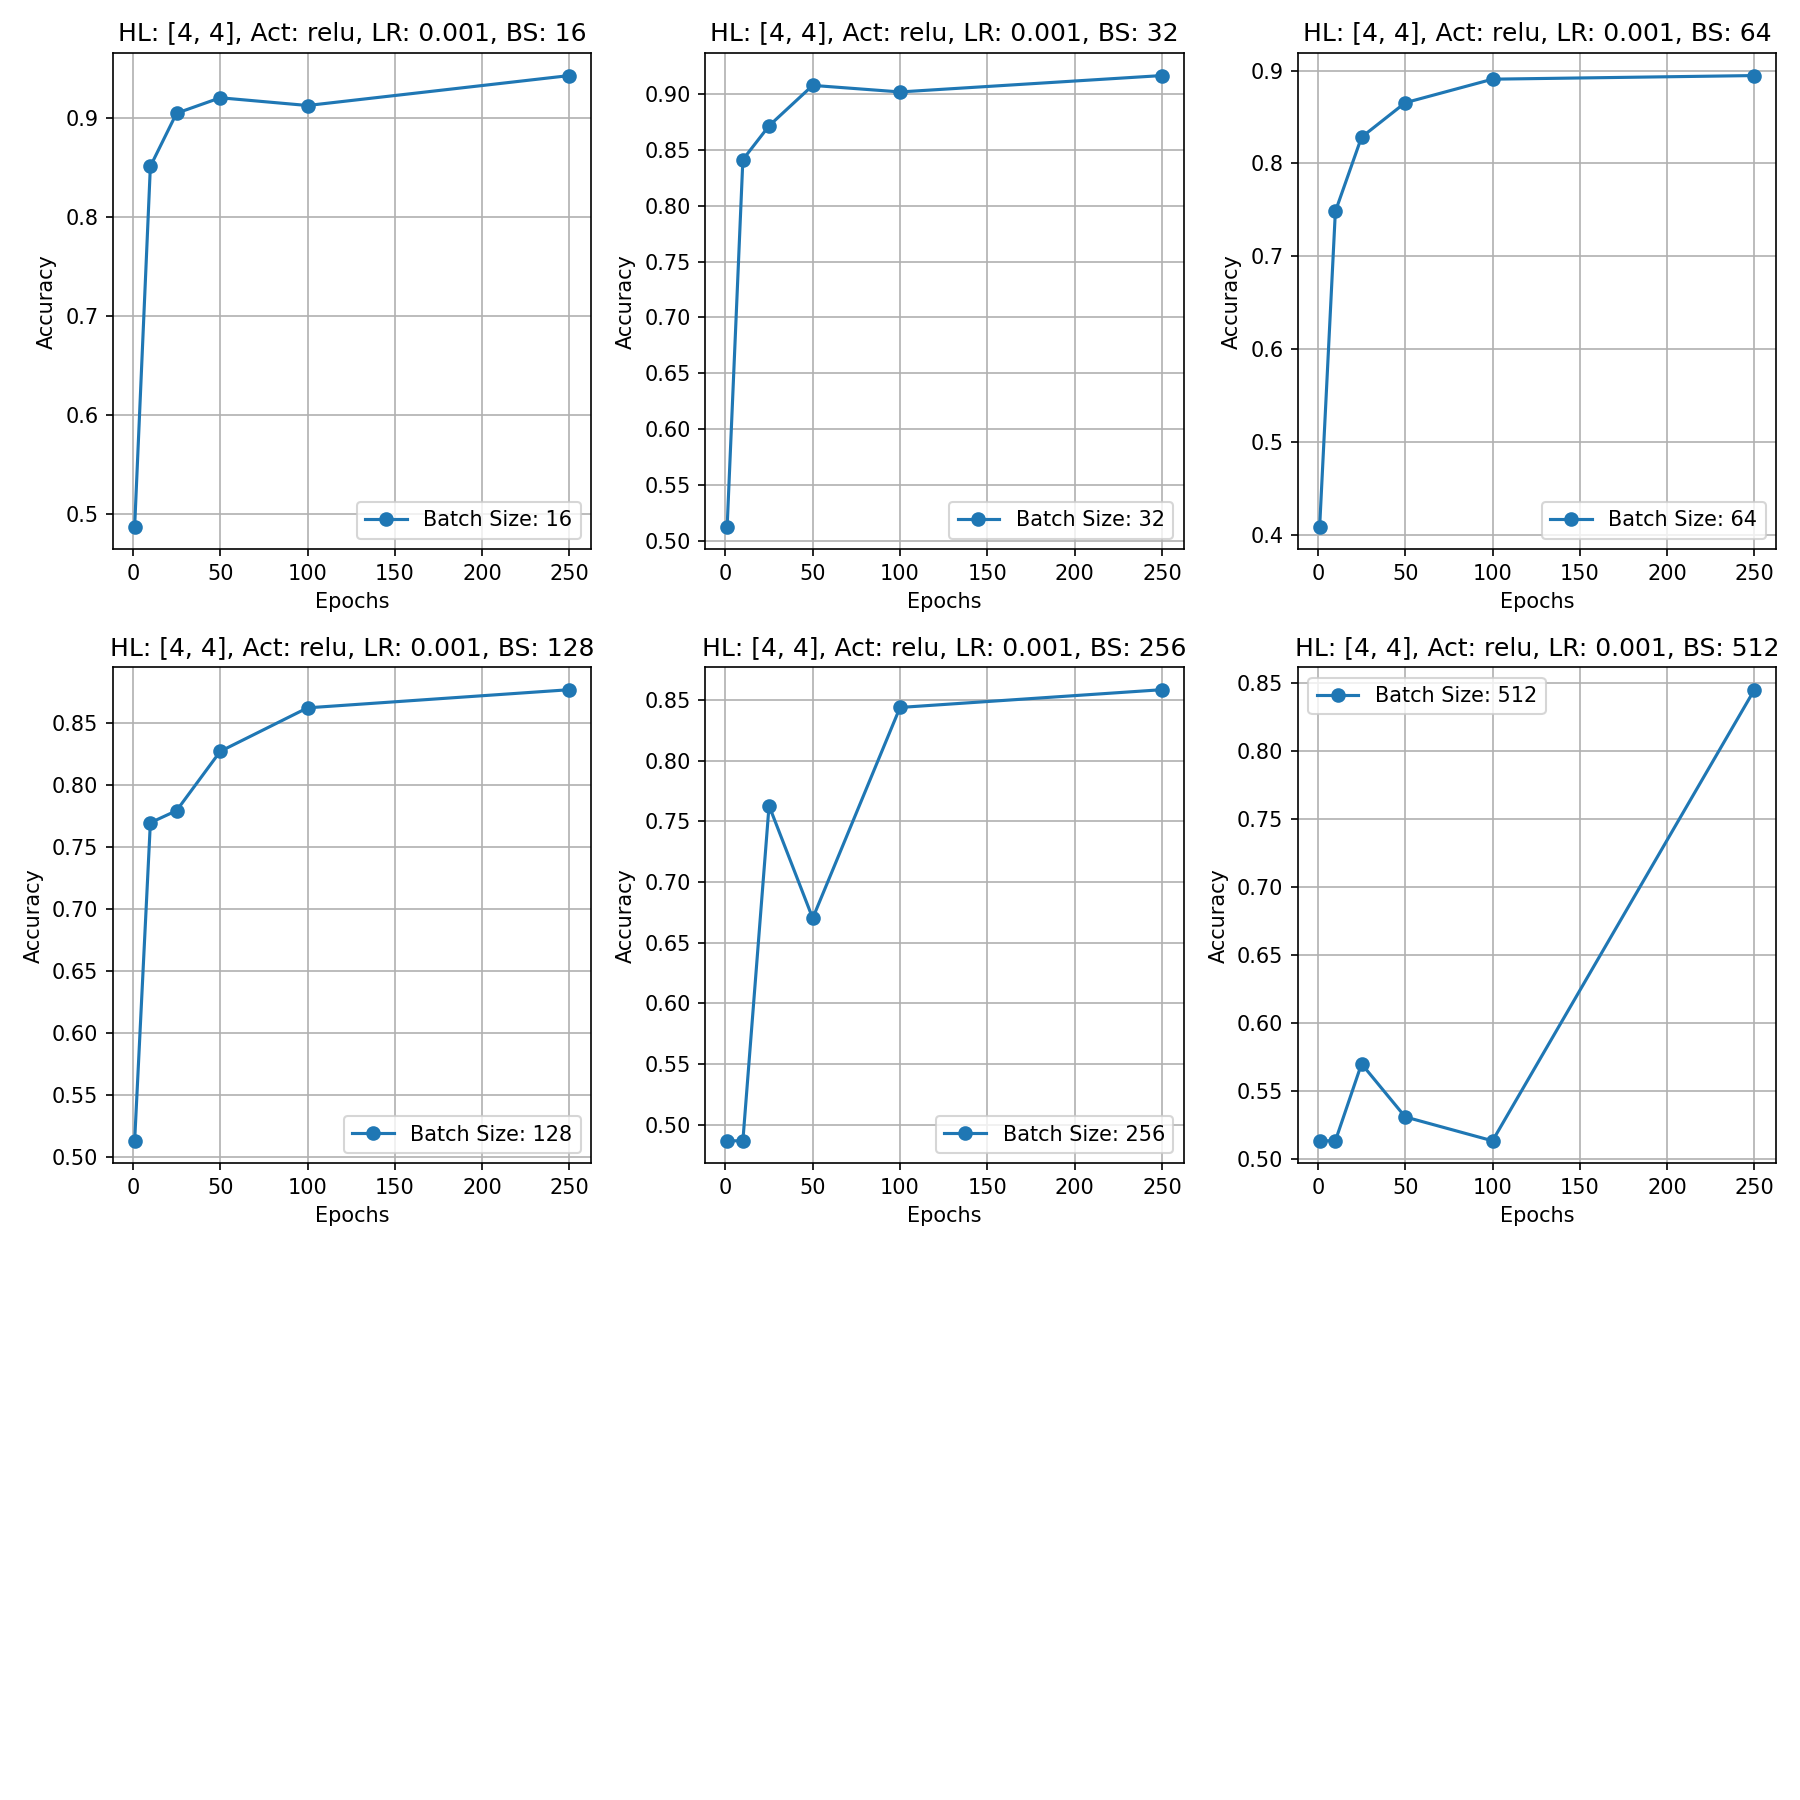 HL: [4, 4], Act: relu, LR: 0.001, BS: 16
Accuracy
0.9
0.8
0.7
0.6
0.5
Batch Size: 16
0 50 100 150 200 250
Epochs
HL: [4, 4], Act: relu, LR: 0.001, BS: 32
Accuracy
0.90
0.85
0.80
0.75
0.70
0.65
0.60
0.55
0.50
Batch Size: 32
0 50 100 150 200 250
Epochs
HL: [4, 4], Act: relu, LR: 0.001, BS: 64
Accuracy
0.9
0.8
0.7
0.6
0.5
0.4
Batch Size: 64
0 50 100 150 200 250
Epochs
HL: [4, 4], Act: relu, LR: 0.001, BS: 128
Accuracy
0.85
0.80
0.75
0.70
0.65
0.60
0.55
0.50
Batch Size: 128
0 50 100 150 200 250
Epochs
HL: [4, 4], Act: relu, LR: 0.001, BS: 256
Accuracy
0.85
0.80
0.75
0.70
0.65
0.60
0.55
0.50
Batch Size: 256
0 50 100 150 200 250
Epochs
HL: [4, 4], Act: relu, LR: 0.001, BS: 512
Accuracy
0.85
0.80
0.75
0.70
0.65
0.60
0.55
0.50
Batch Size: 512
0 50 100 150 200 250
Epochs